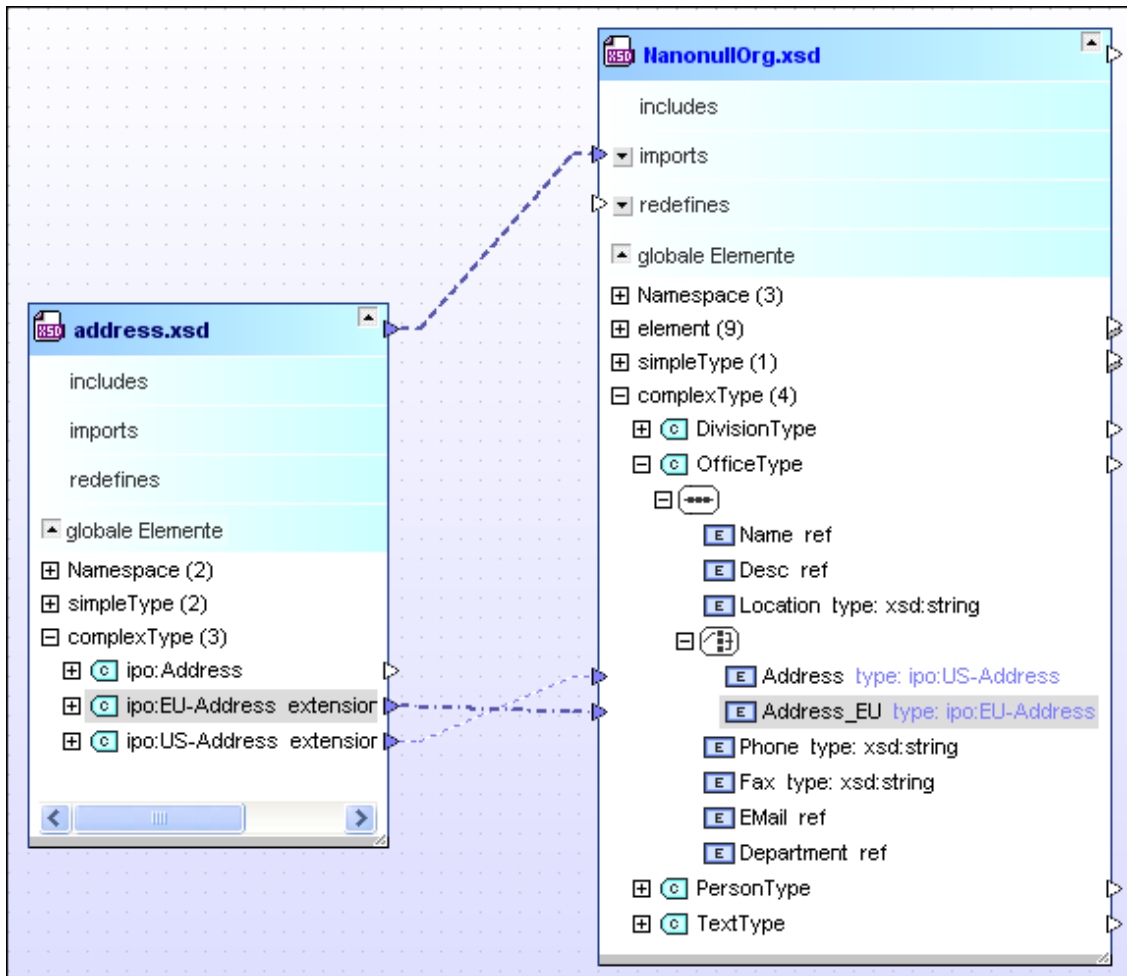 address.xsd
includes
imports
redefines
globale Elemente
Namespace (2)
simpleType (2)
complexType (3)
ipo:Address
ipo:EU-Address extension
ipo:US-Address extension
NanonullOrg.xsd
includes
imports
redefines
globale Elemente
Namespace (3)
element (9)
simpleType (1)
complexType (4)
DivisionType
OfficeType
Name ref
Desc ref
Location type: xsd:string
Address type: ipo:US-Address
Address_EU type: ipo:EU-Address
Phone type: xsd:string
Fax type: xsd:string
EMail ref
Department ref
PersonType
TextType